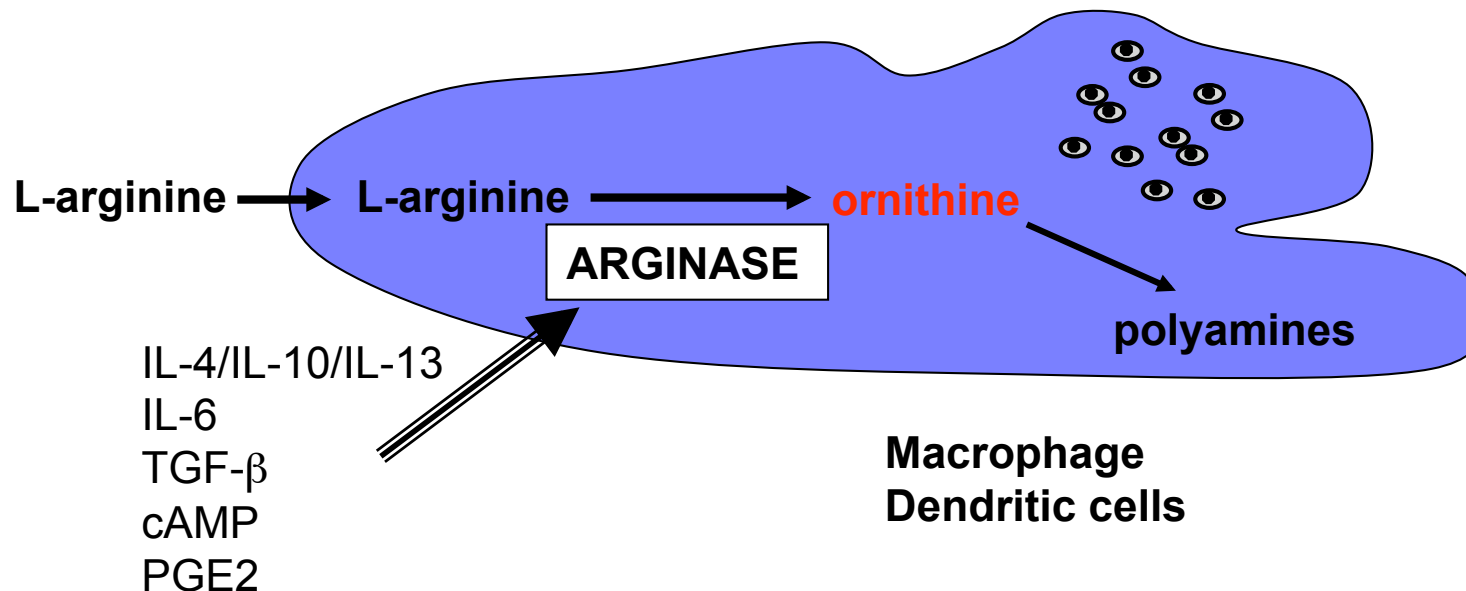 L-arginine
L-arginine
ornithine
ARGINASE
polyamines
IL-4/IL-10/IL-13
IL-6
TGF-β
cAMP
PGE2
Macrophage
Dendritic cells